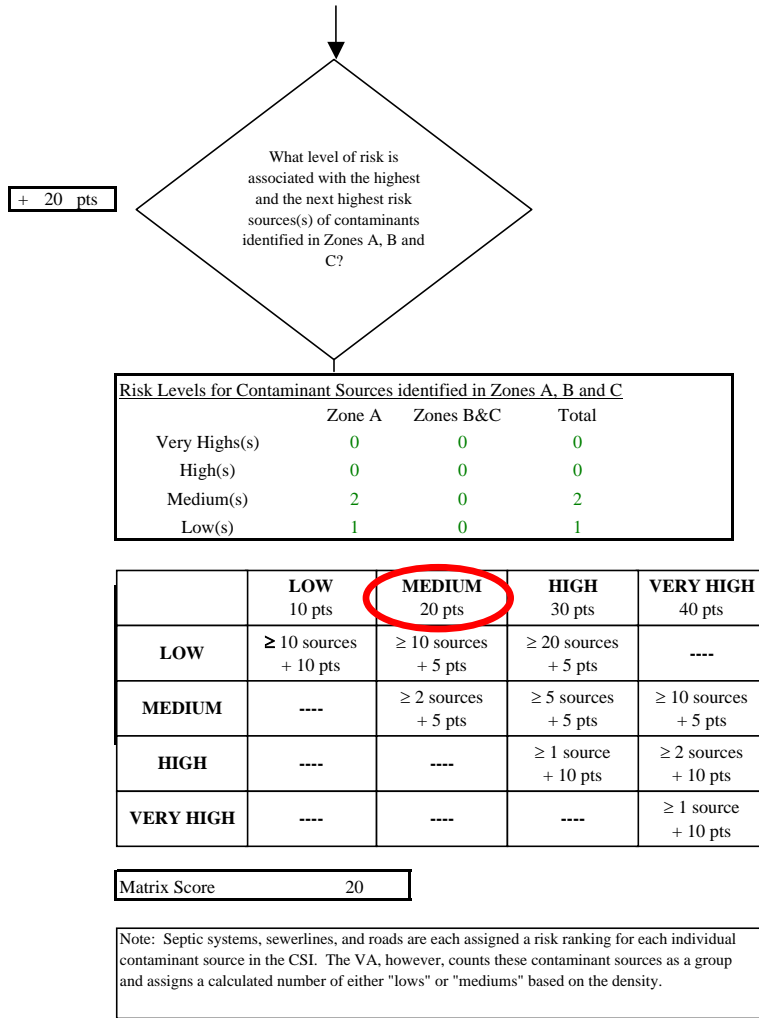 What level of risk is
associated with the highest
and the next highest risk
sources(s) of contaminants
identified in Zones A, B and
C?
+ 20 pts
Risk Levels for Contaminant Sources identified in Zones A, B and C
Zone A Zones B&C Total
Very Highs(s) 0 0 0
High(s) 0 0 0
Medium(s) 2 0 2
Low(s) 1 0 1
LOW MEDIUM HIGH VERY HIGH
10 pts 20 pts 30 pts 40 pts
LOW ≥ 10 sources ≥ 10 sources ≥ 20 sources ----
+ 10 pts + 5 pts + 5 pts
MEDIUM ---- ≥ 2 sources ≥ 5 sources ≥ 10 sources
+ 5 pts + 5 pts + 5 pts
HIGH ---- ---- ≥ 1 source ≥ 2 sources
+ 10 pts + 10 pts
VERY HIGH ---- ---- ---- ≥ 1 source
+ 10 pts
Matrix Score 20
Note: Septic systems, sewerlines, and roads are each assigned a risk ranking for each individual
contaminant source in the CSI. The VA, however, counts these contaminant sources as a group
and assigns a calculated number of either "lows" or "mediums" based on the density.